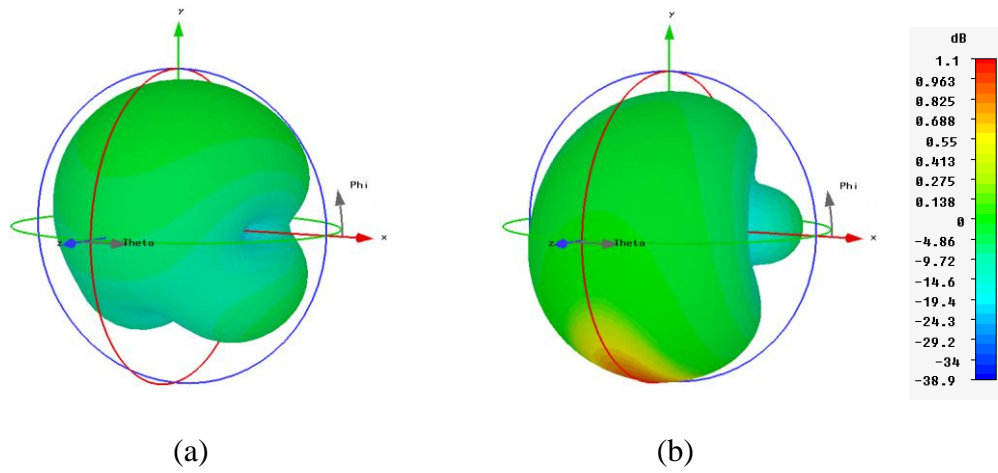 y
Phi
z
Theta
x
(a)
y
Phi
z
Theta
x
(b)
dB
1.1
0.963
0.825
0.688
0.55
0.413
0.275
0.138
0
-4.86
-9.72
-14.6
-19.4
-24.3
-29.2
-34
-38.9